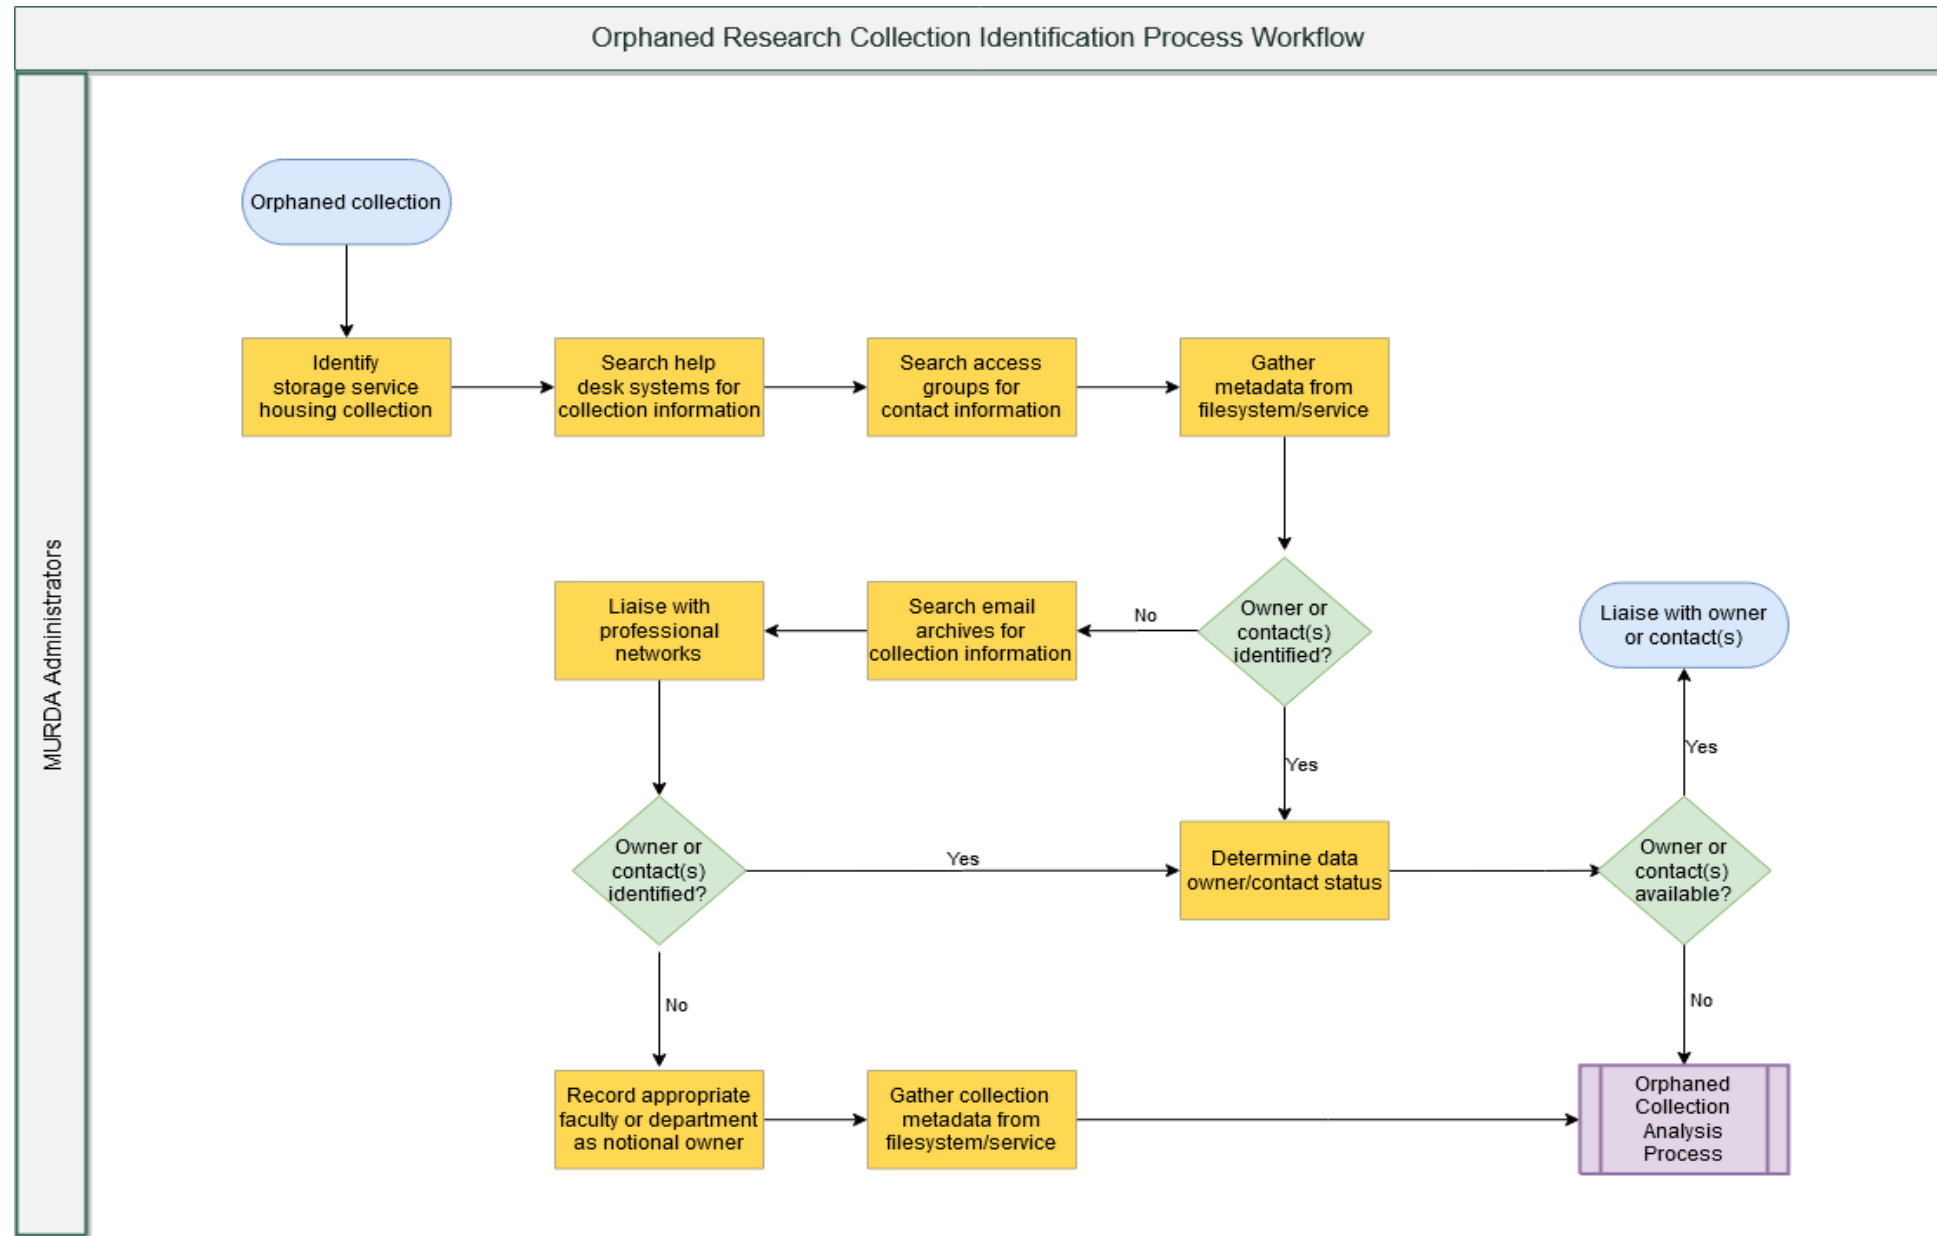 Orphaned Research Collection Identification Process Workflow
MURDA Administrators
Orphaned collection
Identify
storage service
housing collection
Search help
desk systems for
collection information
Search access
groups for
contact information
Gather
metadata from
filesystem/service
Owner or
contact(s)
identified?
No
Search email
archives for
collection information
Liaise with
professional
networks
Yes
Liaise with owner
or contact(s)
Yes
Owner or
contact(s)
identified?
Yes
Determine data
owner/contact status
Owner or
contact(s)
available?
No
No
Record appropriate
faculty or department
as notional owner
Gather collection
metadata from
filesystem/service
Orphaned
Collection
Analysis
Process